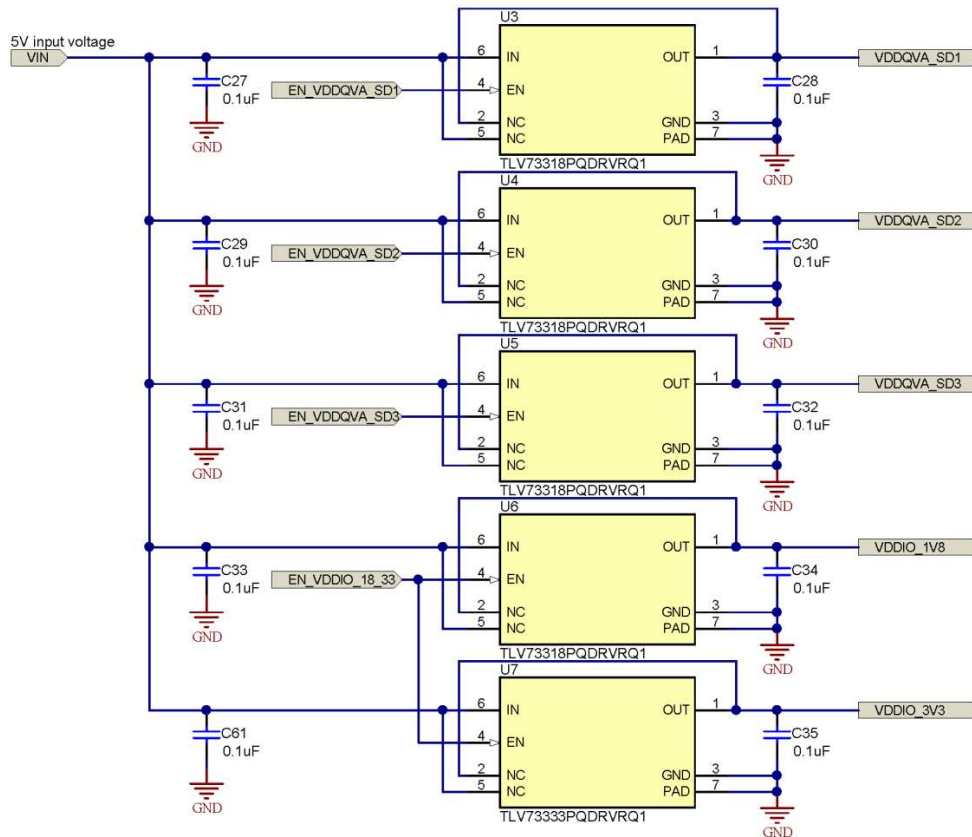 5V input voltage
VIN
C27
0.1uF
GND
EN_VDDQVA_SD1
U3
6 IN OUT 1
4 EN
2 NC GND 3
5 NC PAD 7
TLV73318PQDRVRQ1
C28
0.1uF
GND
VDDQVA_SD1
C29
0.1uF
GND
EN_VDDQVA_SD2
U4
6 IN OUT 1
4 EN
2 NC GND 3
5 NC PAD 7
TLV73318PQDRVRQ1
C30
0.1uF
GND
VDDQVA_SD2
C31
0.1uF
GND
EN_VDDQVA_SD3
U5
6 IN OUT 1
4 EN
2 NC GND 3
5 NC PAD 7
TLV73318PQDRVRQ1
C32
0.1uF
GND
VDDQVA_SD3
C33
0.1uF
GND
EN_VDDIO_18_33
U6
6 IN OUT 1
4 EN
2 NC GND 3
5 NC PAD 7
TLV73318PQDRVRQ1
C34
0.1uF
GND
VDDIO_1V8
C61
0.1uF
GND
U7
6 IN OUT 1
4 EN
2 NC GND 3
5 NC PAD 7
TLV73333PQDRVRQ1
C35
0.1uF
GND
VDDIO_3V3